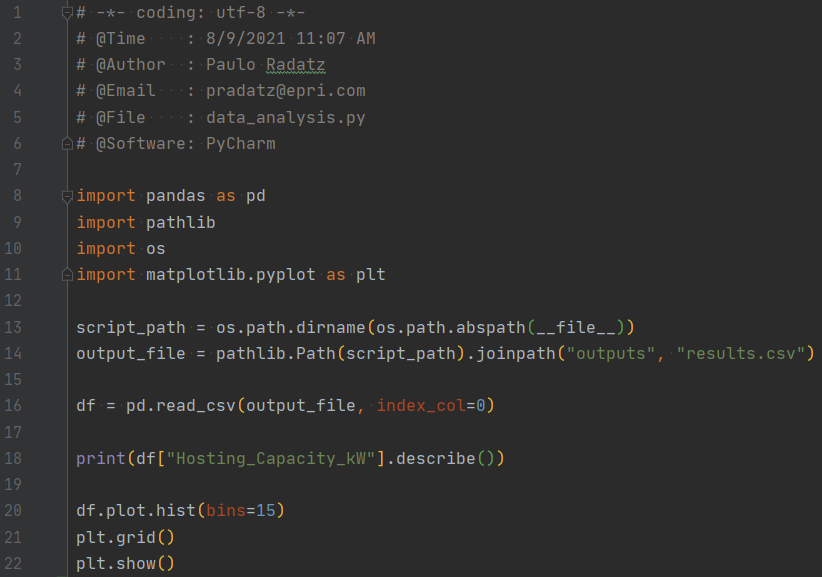 1 # -*- coding: utf-8 -*-
2 # @Time    : 8/9/2021 11:07 AM
3 # @Author  : Paulo Radatz
4 # @Email   : pradatz@epri.com
5 # @File    : data_analysis.py
6 # @Software: PyCharm
7
8 import pandas as pd
9 import pathlib
10 import os
11 import matplotlib.pyplot as plt
12
13 script_path = os.path.dirname(os.path.abspath(__file__))
14 output_file = pathlib.Path(script_path).joinpath("outputs", "results.csv")
15
16 df = pd.read_csv(output_file, index_col=0)
17
18 print(df["Hosting_Capacity_kW"].describe())
19
20 df.plot.hist(bins=15)
21 plt.grid()
22 plt.show()